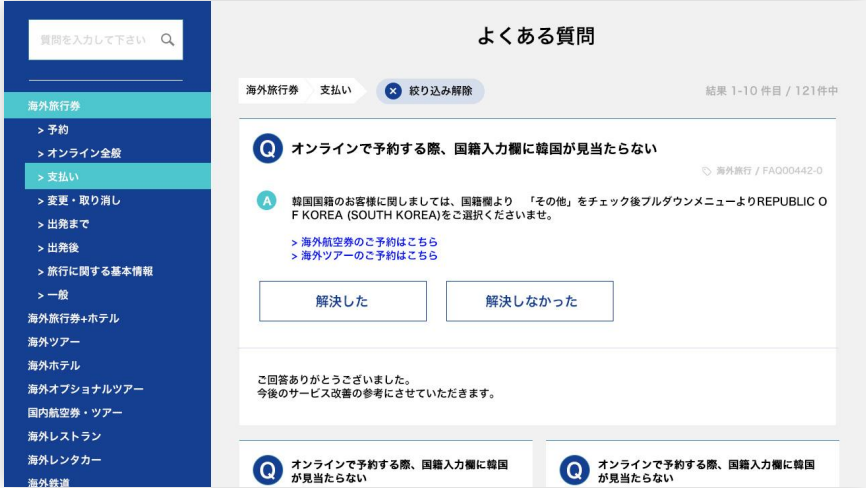 質問を入力して下さい
海外旅行券
> 予約
> オンライン全般
> 支払い
> 変更・取り消し
> 出発まで
> 出発後
> 旅行に関する基本情報
> 一般
海外旅行券+ホテル
海外ツアー
海外ホテル
海外オプショナルツアー
国内航空券・ツアー
海外レストラン
海外レンタカー
海外鉄道
よくある質問
海外旅行券 支払い × 絞り込み解除
結果 1-10 件目 / 121件中
Q オンラインで予約する際、国籍入力欄に韓国が見当たらない
海外旅行 / FAQ00442-0
A 韓国国籍のお客様に関しましては、国籍欄より 「その他」をチェック後プルダウンメニューよりREPUBLIC O
F KOREA (SOUTH KOREA)をご選択くださいませ。
> 海外航空券のご予約はこちら
> 海外ツアーのご予約はこちら
解決した 解決しなかった
ご回答ありがとうございました。
今後のサービス改善の参考にさせていただきます。
Q オンラインで予約する際、国籍入力欄に韓国
が見当たらない
Q オンラインで予約する際、国籍入力欄に韓国
が見当たらない